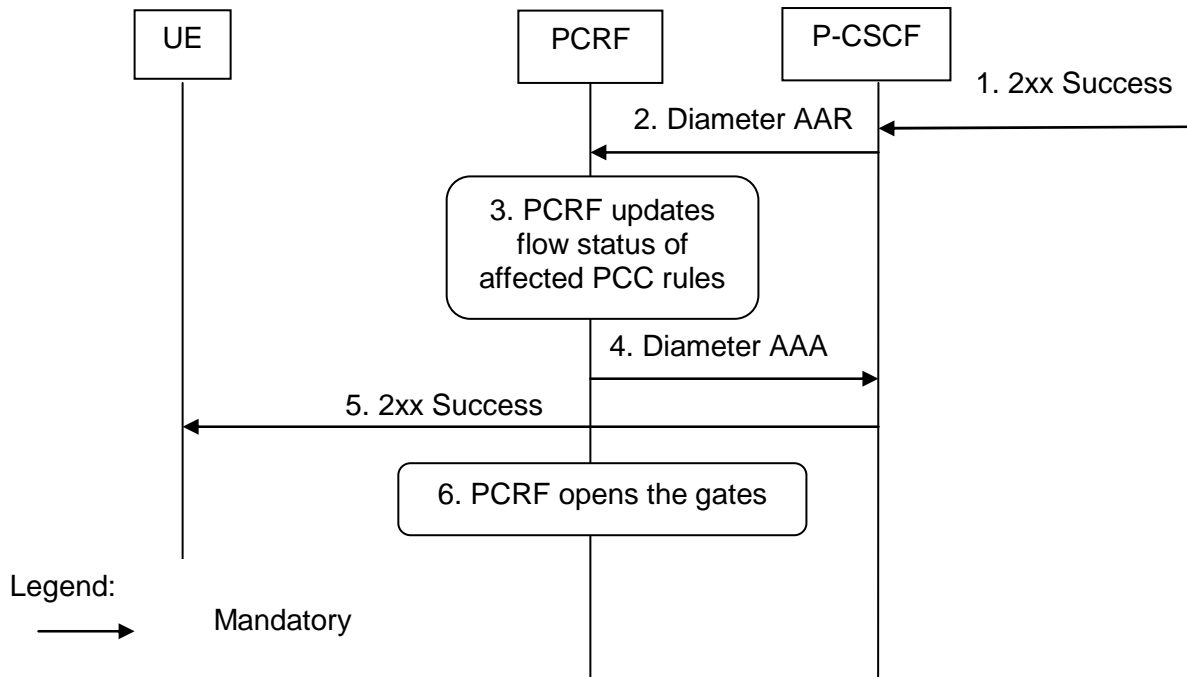 UE
PCRF
P-CSCF
1. 2xx Success
2. Diameter AAR
3. PCRF updates
flow status of
affected PCC rules
4. Diameter AAA
5. 2xx Success
6. PCRF opens the gates
Legend:
Mandatory